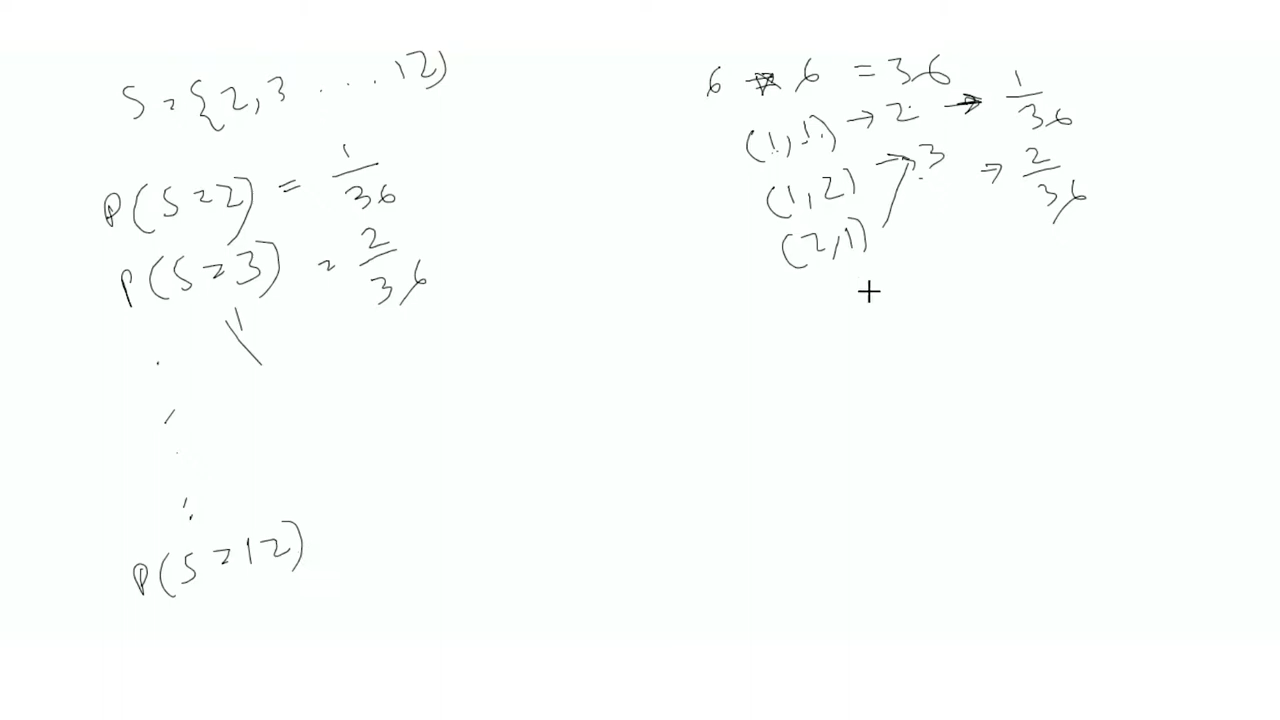 S = {2, 3 ... 12}
P(S=2) = 1/36
P(S=3) = 2/36
P(S=12)
6 * 6 = 36
(1,1) → 2 → 1/36
(1,2) → 3 → 2/36
(2,1)